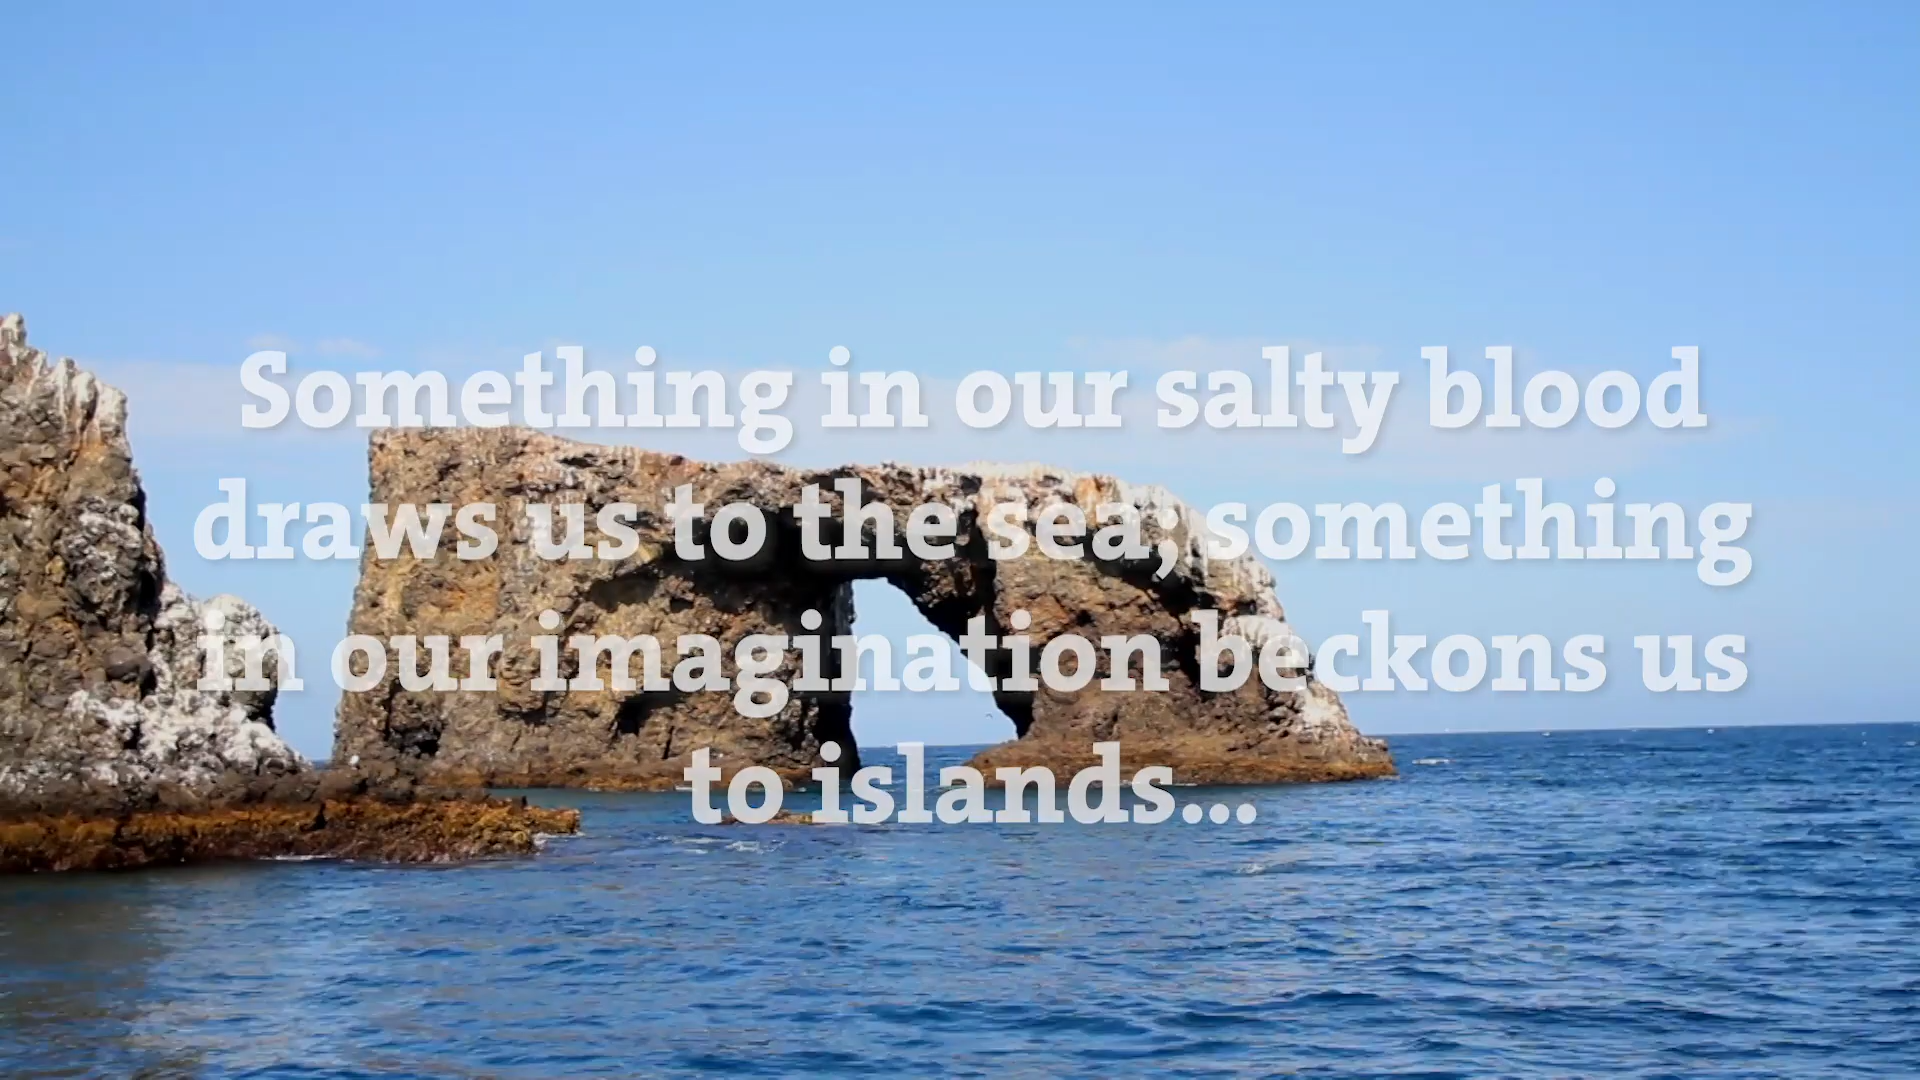 Something in our salty blood
draws us to the sea; something
in our imagination beckons us
to islands...